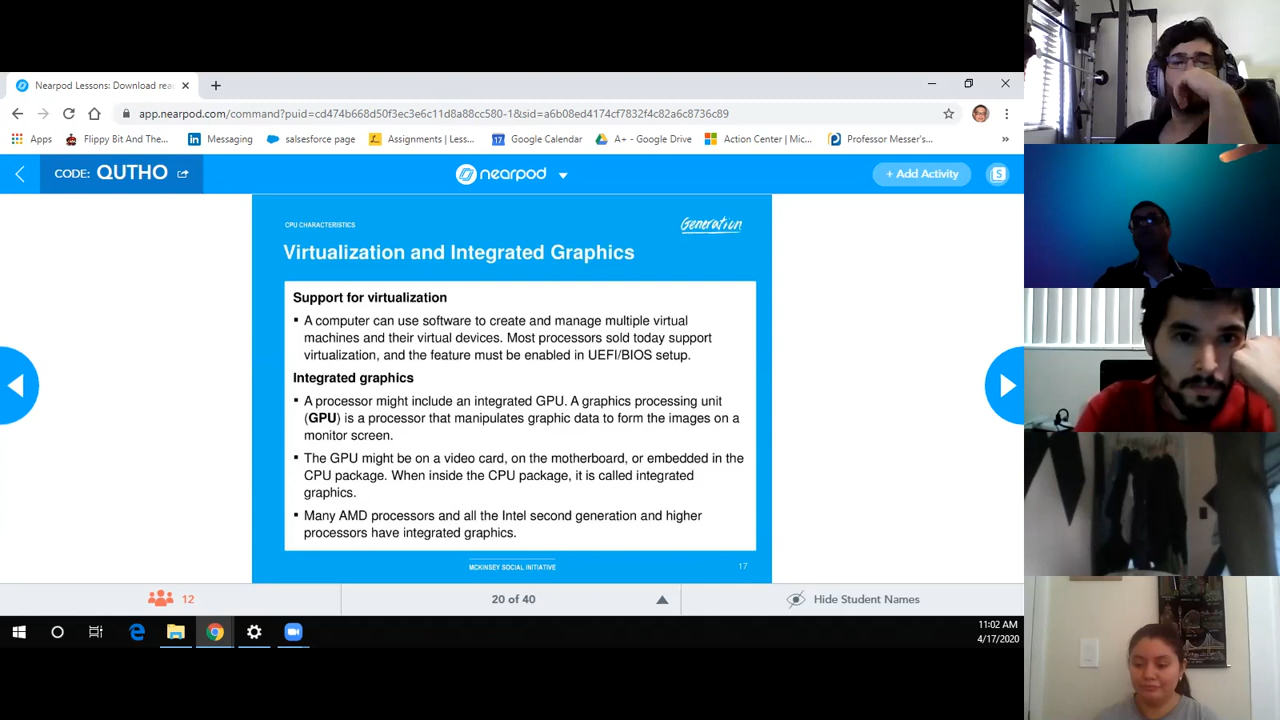 Nearpod Lessons: Download rea
app.nearpod.com/command?puid=cd47f668d50f3ec3e6c11d8a88cc580-1&sid=a6b08ed4174cf7832f4c82a6c8736c89
Apps Flippy Bit And The... Messaging salsesforce page Assignments | Less... Google Calendar A+ - Google Drive Action Center | Mic... Professor Messer's... »
CODE: QUTHO nearpod + Add Activity S
CPU CHARACTERISTICS Generation
Virtualization and Integrated Graphics
Support for virtualization
▪ A computer can use software to create and manage multiple virtual
machines and their virtual devices. Most processors sold today support
virtualization, and the feature must be enabled in UEFI/BIOS setup.
Integrated graphics
▪ A processor might include an integrated GPU. A graphics processing unit
(GPU) is a processor that manipulates graphic data to form the images on a
monitor screen.
▪ The GPU might be on a video card, on the motherboard, or embedded in the
CPU package. When inside the CPU package, it is called integrated
graphics.
▪ Many AMD processors and all the Intel second generation and higher
processors have integrated graphics.
MCKINSEY SOCIAL INITIATIVE 17
12 20 of 40 Hide Student Names
11:02 AM
4/17/2020